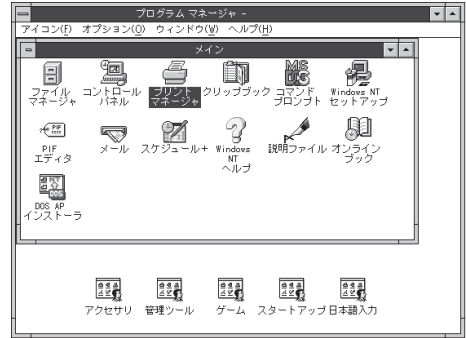 プログラム マネージャ -
アイコン(F) オプション(O) ウィンドウ(W) ヘルプ(H)
メイン
ファイル マネージャ
コントロール パネル
プリント マネージャ
クリップブック
MS DOS
コマンド プロンプト
Windows NT セットアップ
PIF
PIF エディタ
メール
スケジュール+
Windows NT ヘルプ
説明ファイル
オンライン ブック
DOS
DOS AP インストーラ
アクセサリ
管理ツール
ゲーム
スタートアップ
日本語入力